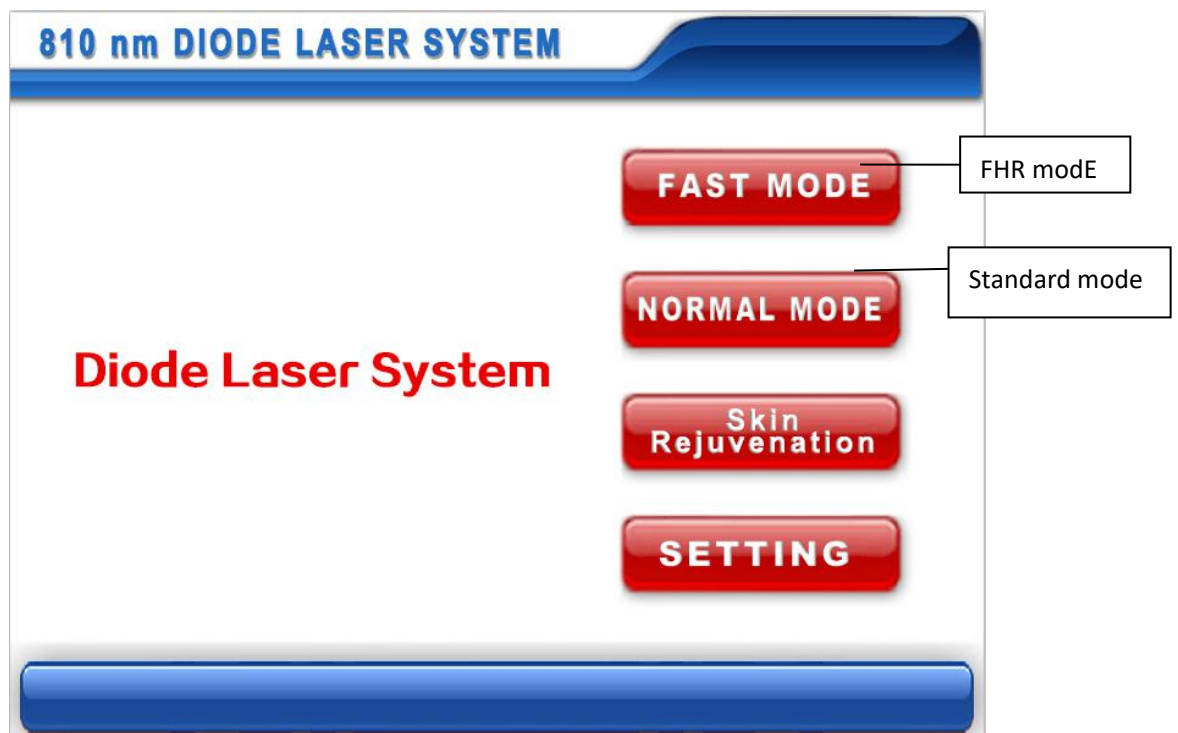 810 nm DIODE LASER SYSTEM
FAST MODE
FHR modE
NORMAL MODE
Standard mode
Diode Laser System
Skin
Rejuvenation
SETTING